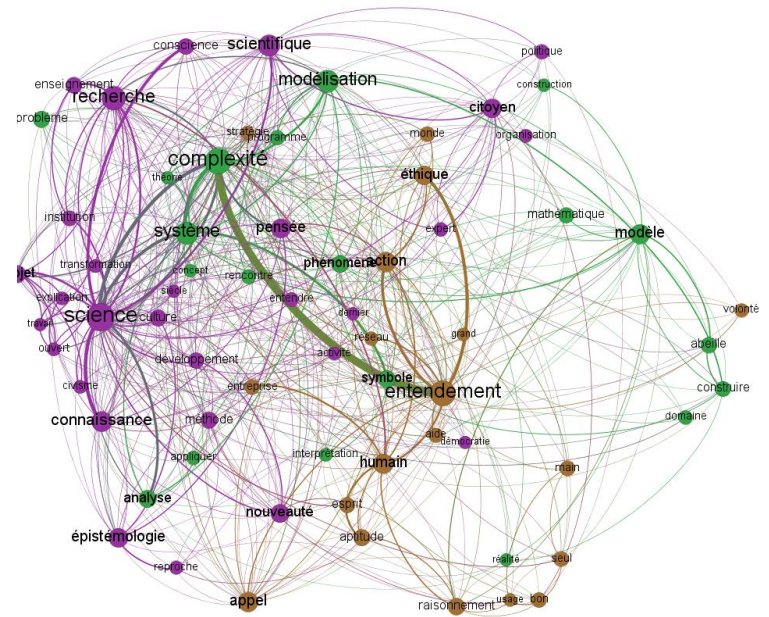 conscience
scientifique
politique
enseignement
modélisation
construction
recherche
citoyen
problème
stratégie
programme
monde
organisation
complexité
théorie
éthique
institution
mathématique
système
pensée
expert
modèle
transformation
concept
rencontre
phénomène
action
jet
explication
siècle
entendre
science
culture
dernier
volonté
travail
ouvert
réseau
grand
activité
abeille
développement
civisme
entreprise
symbole
entendement
construire
connaissance
méthode
domaine
aide
démocratie
appliquer
interprétation
humain
main
analyse
esprit
nouveauté
épistémologie
aptitude
reproche
réalité
seul
appel
raisonnement
usage
bon